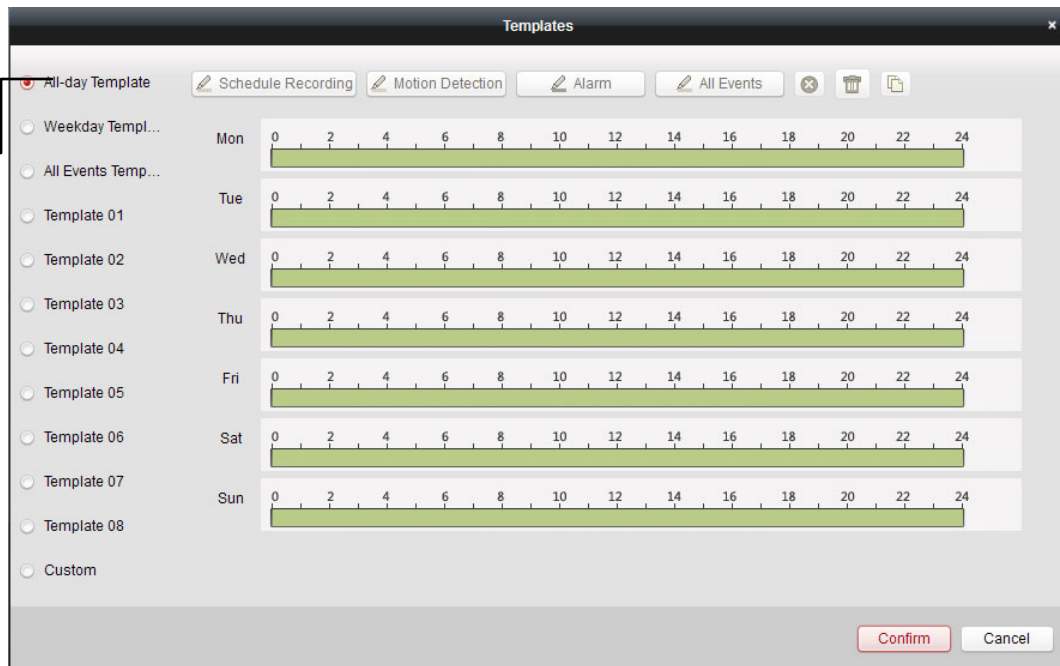 Templates
All-day Template
Schedule Recording Motion Detection Alarm All Events
Weekday Templ...
All Events Temp...
Template 01
Template 02
Template 03
Template 04
Template 05
Template 06
Template 07
Template 08
Custom
Mon 0 2 4 6 8 10 12 14 16 18 20 22 24
Tue 0 2 4 6 8 10 12 14 16 18 20 22 24
Wed 0 2 4 6 8 10 12 14 16 18 20 22 24
Thu 0 2 4 6 8 10 12 14 16 18 20 22 24
Fri 0 2 4 6 8 10 12 14 16 18 20 22 24
Sat 0 2 4 6 8 10 12 14 16 18 20 22 24
Sun 0 2 4 6 8 10 12 14 16 18 20 22 24
Confirm Cancel